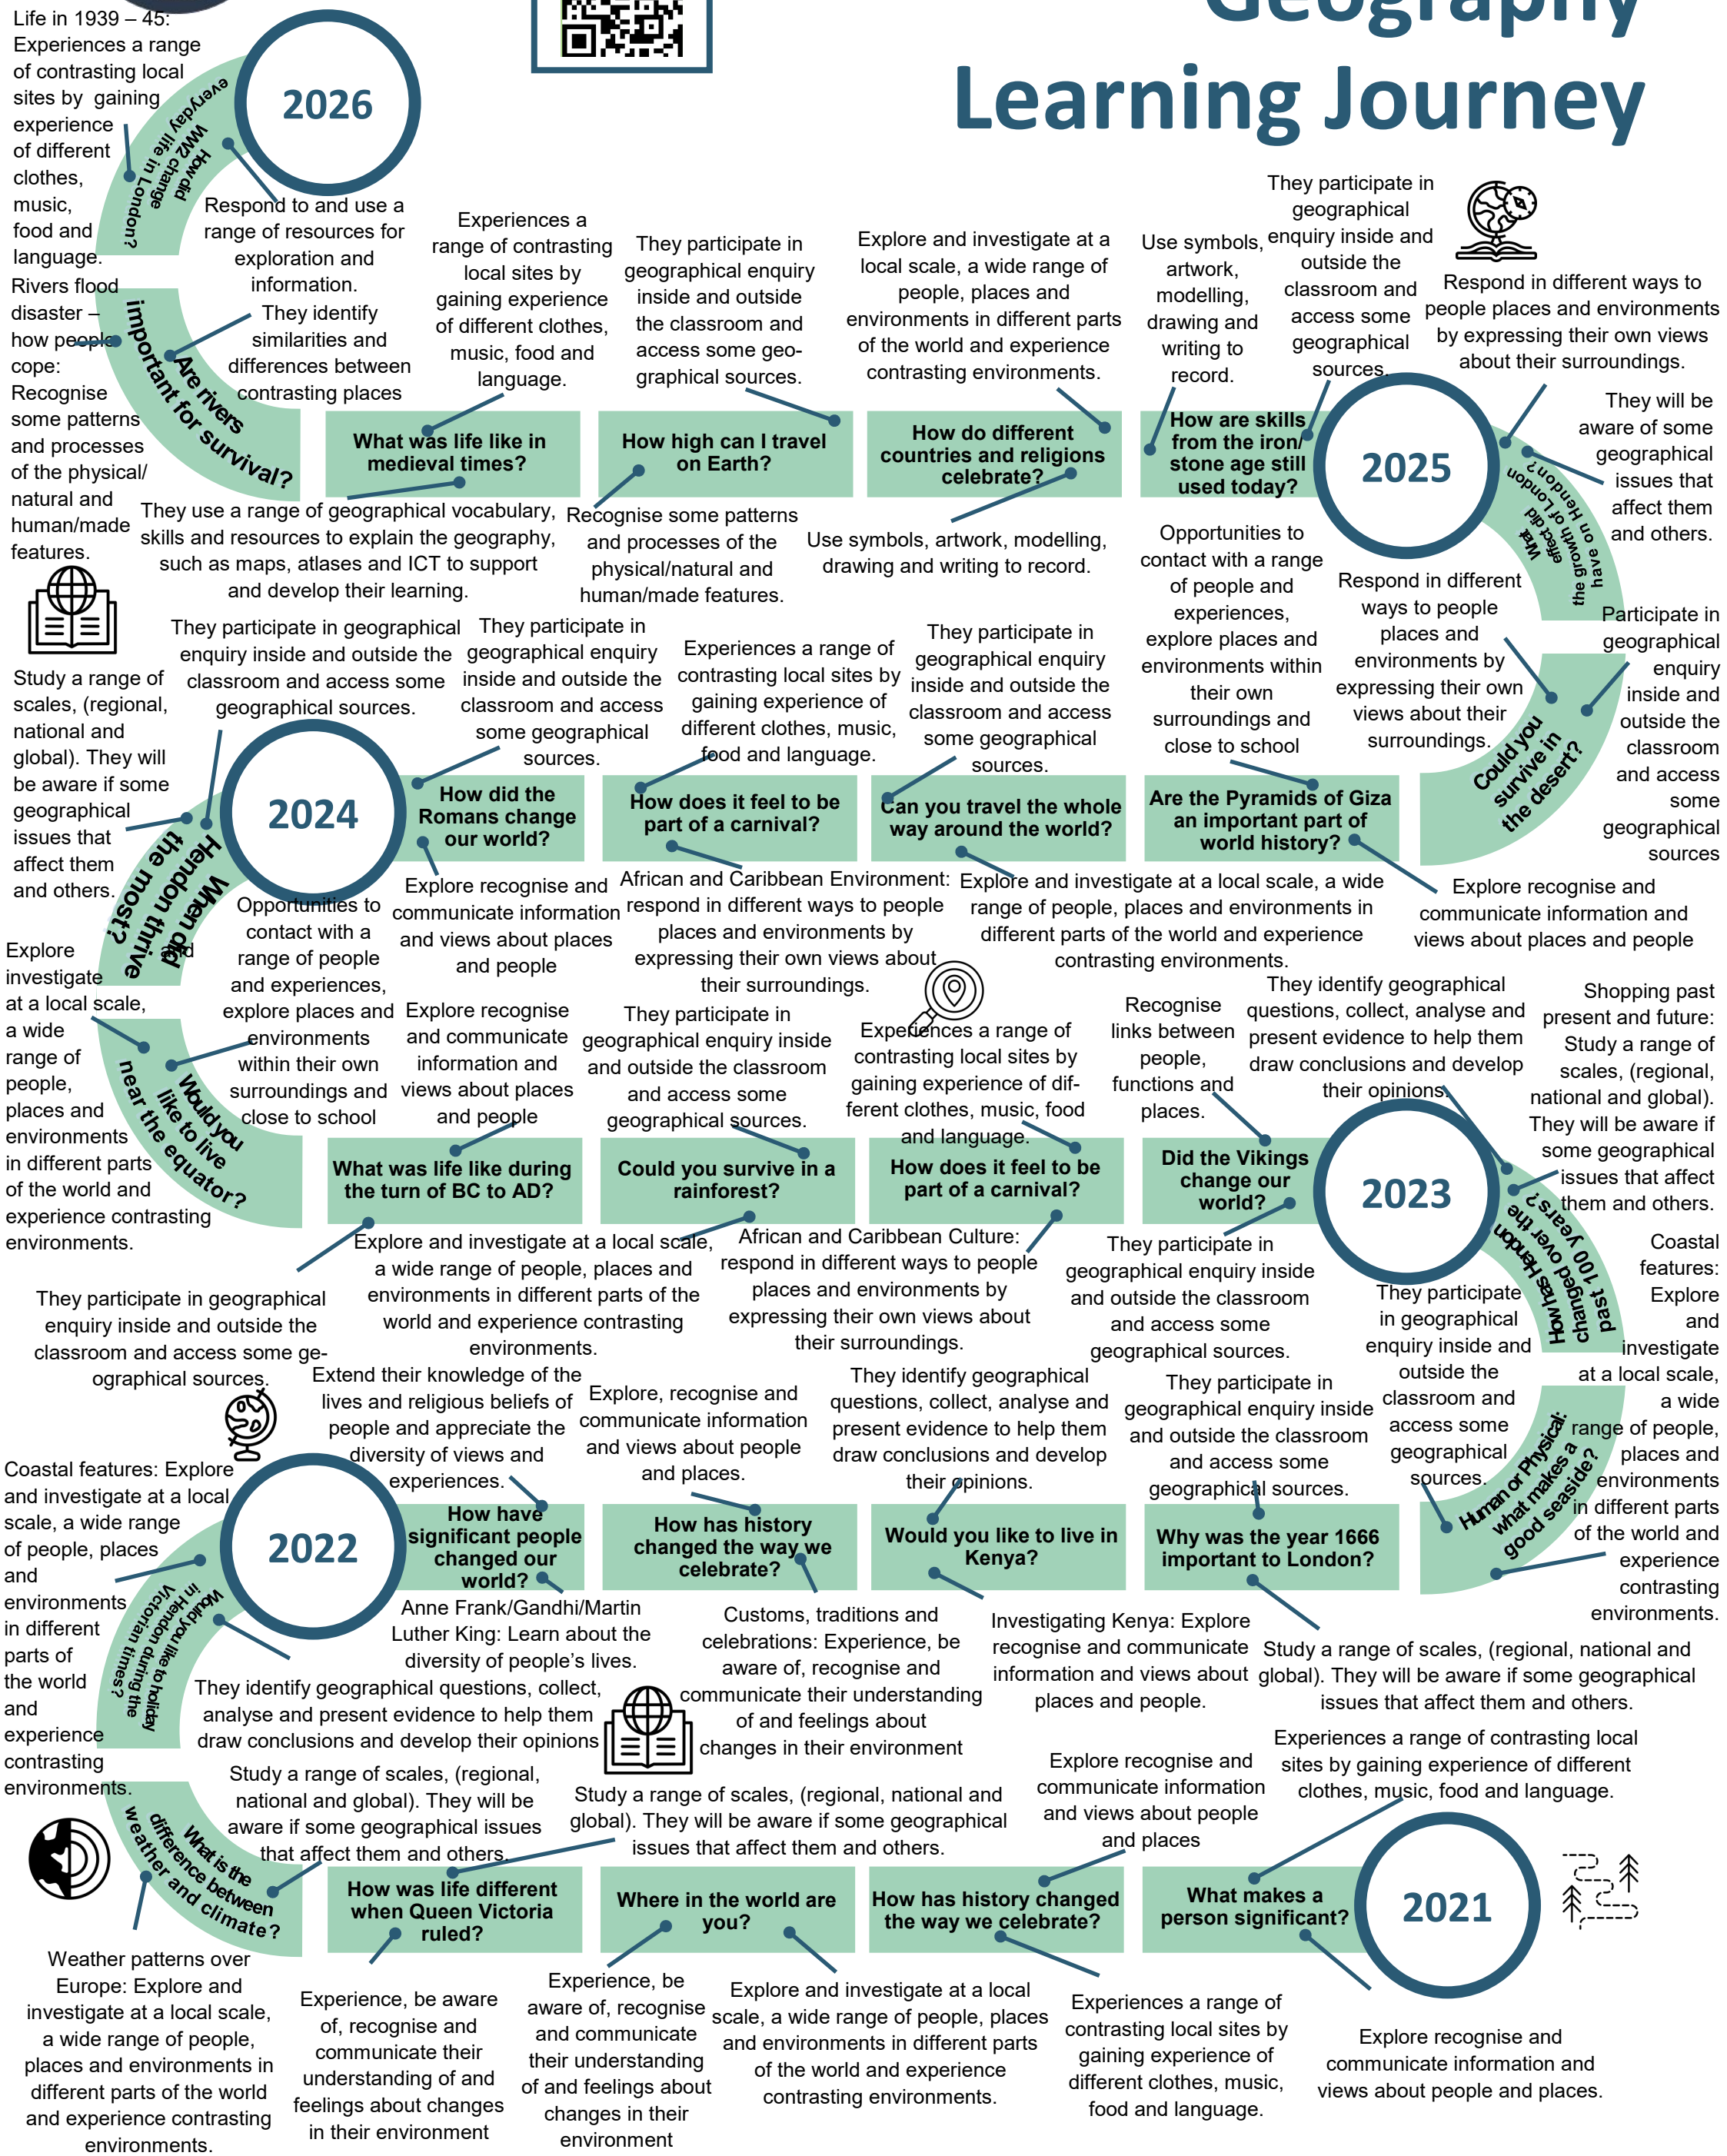 Geography
Learning Journey
Life in 1939 – 45:
Experiences a range
of contrasting local
sites by gaining
experience
of different
clothes,
music,
food and
language.
2026
How did
WW2 change
everyday life in London?
Respond to and use a
range of resources for
exploration and
information.
Rivers flood
disaster –
how people
cope:
Recognise
some patterns
and processes
of the physical/
natural and
human/made
features.
They identify
similarities and
differences between
contrasting places
Are rivers
important for survival?
Experiences a
range of contrasting
local sites by
gaining experience
of different clothes,
music, food and
language.
They participate in
geographical enquiry
inside and outside
the classroom and
access some geo-
graphical sources.
Explore and investigate at a
local scale, a wide range of
people, places and
environments in different parts
of the world and experience
contrasting environments.
Use symbols,
artwork,
modelling,
drawing and
writing to
record.
They participate in
geographical
enquiry inside and
outside the
classroom and
access some
geographical
sources.
Respond in different ways to
people places and environments
by expressing their own views
about their surroundings.
They will be
aware of some
geographical
issues that
affect them
and others.
What was life like in
medieval times?
How high can I travel
on Earth?
How do different
countries and religions
celebrate?
How are skills
from the iron/
stone age still
used today?
2025
What
effect did
the growth of London
have on Hendon?
They use a range of geographical vocabulary,
skills and resources to explain the geography,
such as maps, atlases and ICT to support
and develop their learning.
Recognise some patterns
and processes of the
physical/natural and
human/made features.
Use symbols, artwork, modelling,
drawing and writing to record.
Opportunities to
contact with a range
of people and
experiences,
explore places and
environments within
their own
surroundings and
close to school
Respond in different
ways to people
places and
environments by
expressing their own
views about their
surroundings.
Participate in
geographical
enquiry
inside and
outside the
classroom
and access
some
geographical
sources
Could you
survive in
the desert?
Study a range of
scales, (regional,
national and
global). They will
be aware if some
geographical
issues that
affect them
and others.
They participate in geographical
enquiry inside and outside the
classroom and access some
geographical sources.
They participate in
geographical enquiry
inside and outside the
classroom and access
some geographical
sources.
Experiences a range of
contrasting local sites by
gaining experience of
different clothes, music,
food and language.
They participate in
geographical enquiry
inside and outside the
classroom and access
some geographical
sources.
2024
How did the
Romans change
our world?
How does it feel to be
part of a carnival?
Can you travel the whole
way around the world?
Are the Pyramids of Giza
an important part of
world history?
When did
Hendon thrive
the most?
Explore recognise and
communicate information
and views about places
and people
African and Caribbean Environment:
respond in different ways to people
places and environments by
expressing their own views about
their surroundings.
Explore and investigate at a local scale, a wide
range of people, places and environments in
different parts of the world and experience
contrasting environments.
Explore recognise and
communicate information and
views about places and people
Explore and
investigate
at a local scale,
a wide
range of
people,
places and
environments
in different parts
of the world and
experience contrasting
environments.
Opportunities to
contact with a
range of people
and experiences,
explore places and
environments
within their own
surroundings and
close to school
Would you
like to live
near the equator?
Explore recognise
and communicate
information and
views about places
and people
They participate in
geographical enquiry inside
and outside the classroom
and access some
geographical sources.
Experiences a range of
contrasting local sites by
gaining experience of dif-
ferent clothes, music, food
and language.
Recognise
links between
people,
functions and
places.
They identify geographical
questions, collect, analyse and
present evidence to help them
draw conclusions and develop
their opinions.
Shopping past
present and future:
Study a range of
scales, (regional,
national and global).
They will be aware if
some geographical
issues that affect
them and others.
What was life like during
the turn of BC to AD?
Could you survive in a
rainforest?
How does it feel to be
part of a carnival?
Did the Vikings
change our
world?
2023
How has Hendon
changed over the
past 100 years?
They participate in geographical
enquiry inside and outside the
classroom and access some ge-
ographical sources.
Explore and investigate at a local scale,
a wide range of people, places and
environments in different parts of the
world and experience contrasting
environments.
African and Caribbean Culture:
respond in different ways to people
places and environments by
expressing their own views about
their surroundings.
They participate in
geographical enquiry inside
and outside the classroom
and access some
geographical sources.
They participate
in geographical
enquiry inside and
outside the
classroom and
access some
geographical
sources.
Coastal
features:
Explore
and
investigate
at a local scale,
a wide
range of people,
places and
environments
in different parts
of the world and
experience
contrasting
environments.
Human or Physical:
what makes a
good seaside?
Extend their knowledge of the
lives and religious beliefs of
people and appreciate the
diversity of views and
experiences.
Explore, recognise and
communicate information
and views about people
and places.
They identify geographical
questions, collect, analyse and
present evidence to help them
draw conclusions and develop
their opinions.
They participate in
geographical enquiry inside
and outside the classroom
and access some
geographical sources.
Coastal features: Explore
and investigate at a local
scale, a wide range
of people, places
and
environments
in different
parts of
the world
and
experience
contrasting
environments.
2022
How have
significant people
changed our
world?
How has history
changed the way we
celebrate?
Would you like to live in
Kenya?
Why was the year 1666
important to London?
Would you like to holiday
in Hendon during the
Victorian times?
Anne Frank/Gandhi/Martin
Luther King: Learn about the
diversity of people’s lives.
Customs, traditions and
celebrations: Experience, be
aware of, recognise and
communicate their understanding
of and feelings about
changes in their environment
Investigating Kenya: Explore
recognise and communicate
information and views about
places and people.
Study a range of scales, (regional, national and
global). They will be aware if some geographical
issues that affect them and others.
They identify geographical questions, collect,
analyse and present evidence to help them
draw conclusions and develop their opinions
Study a range of scales, (regional,
national and global). They will be
aware if some geographical issues
that affect them and others.
Study a range of scales, (regional, national and
global). They will be aware if some geographical
issues that affect them and others.
Explore recognise and
communicate information
and views about people
and places
Experiences a range of contrasting local
sites by gaining experience of different
clothes, music, food and language.
What is the
difference between
weather and climate?
How was life different
when Queen Victoria
ruled?
Where in the world are
you?
How has history changed
the way we celebrate?
What makes a
person significant?
2021
Weather patterns over
Europe: Explore and
investigate at a local scale,
a wide range of people,
places and environments in
different parts of the world
and experience contrasting
environments.
Experience, be aware
of, recognise and
communicate their
understanding of and
feelings about changes
in their environment
Experience, be
aware of, recognise
and communicate
their understanding
of and feelings about
changes in their
environment
Explore and investigate at a local
scale, a wide range of people, places
and environments in different parts
of the world and experience
contrasting environments.
Experiences a range of
contrasting local sites by
gaining experience of
different clothes, music,
food and language.
Explore recognise and
communicate information and
views about people and places.